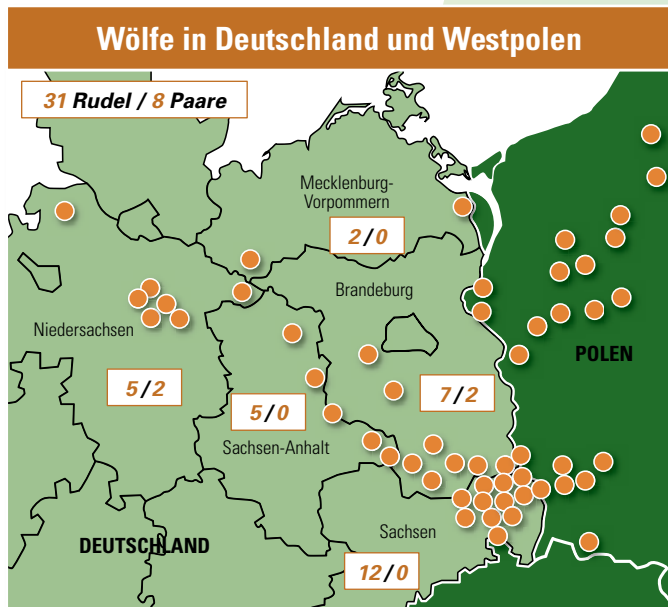 Wölfe in Deutschland und Westpolen
31 Rudel / 8 Paare
Mecklenburg-
Vorpommern
2/0
Brandeburg
Niedersachsen
POLEN
5/2
5/0
7/2
Sachsen-Anhalt
Sachsen
DEUTSCHLAND
12/0